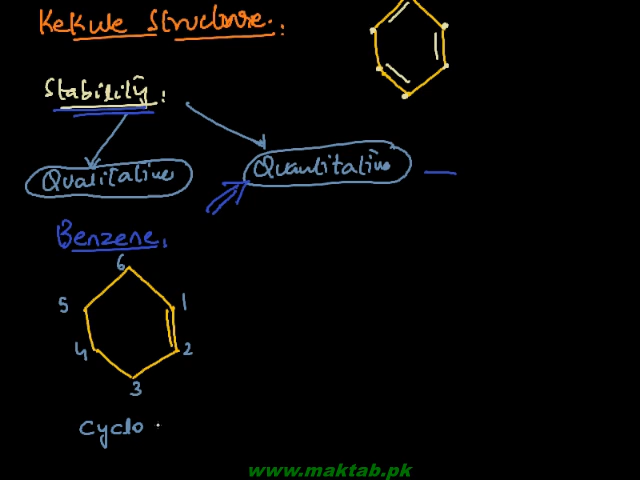 Kekule Structure.:
Stability:
Qualitative Quantitative
Benzene.
6
5 1
4 2
3
Cyclo
www.maktab.pk